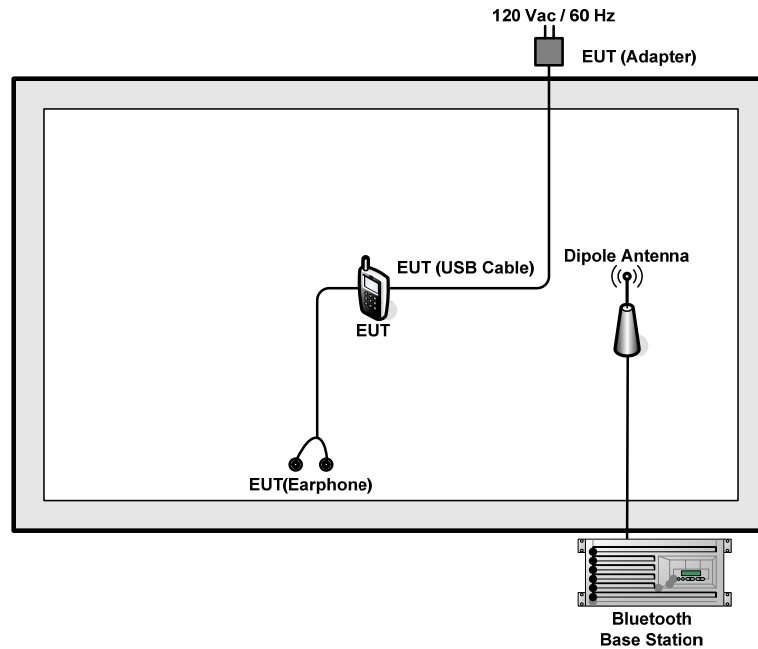 120 Vac / 60 Hz
EUT (Adapter)
EUT (USB Cable)
Dipole Antenna
EUT
EUT(Earphone)
Bluetooth
Base Station